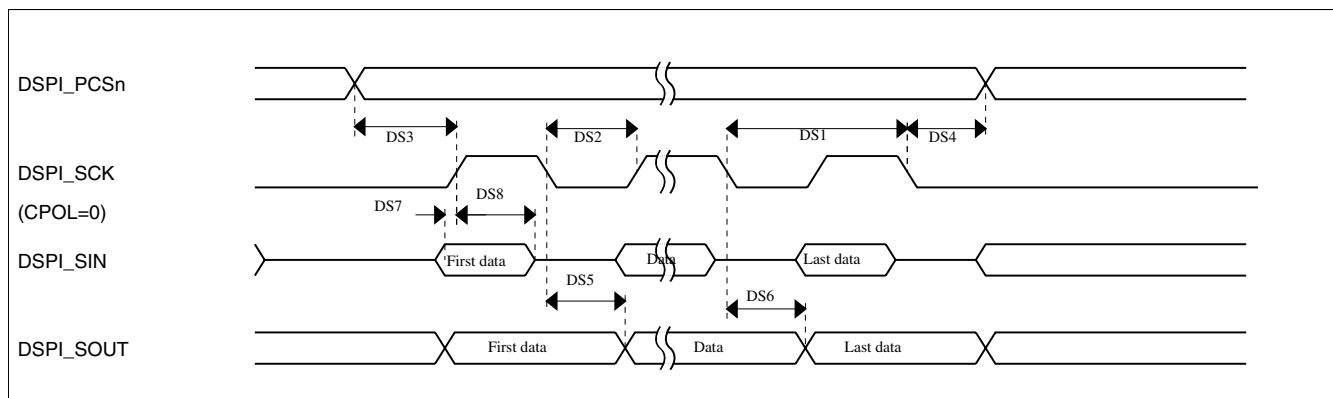 DSPI_PCSn
DS3
DS2
DS1
DS4
DSPI_SCK
(CPOL=0)
DS7
DS8
DSPI_SIN
First data
Data
Last data
DS5
DS6
DSPI_SOUT
First data
Data
Last data